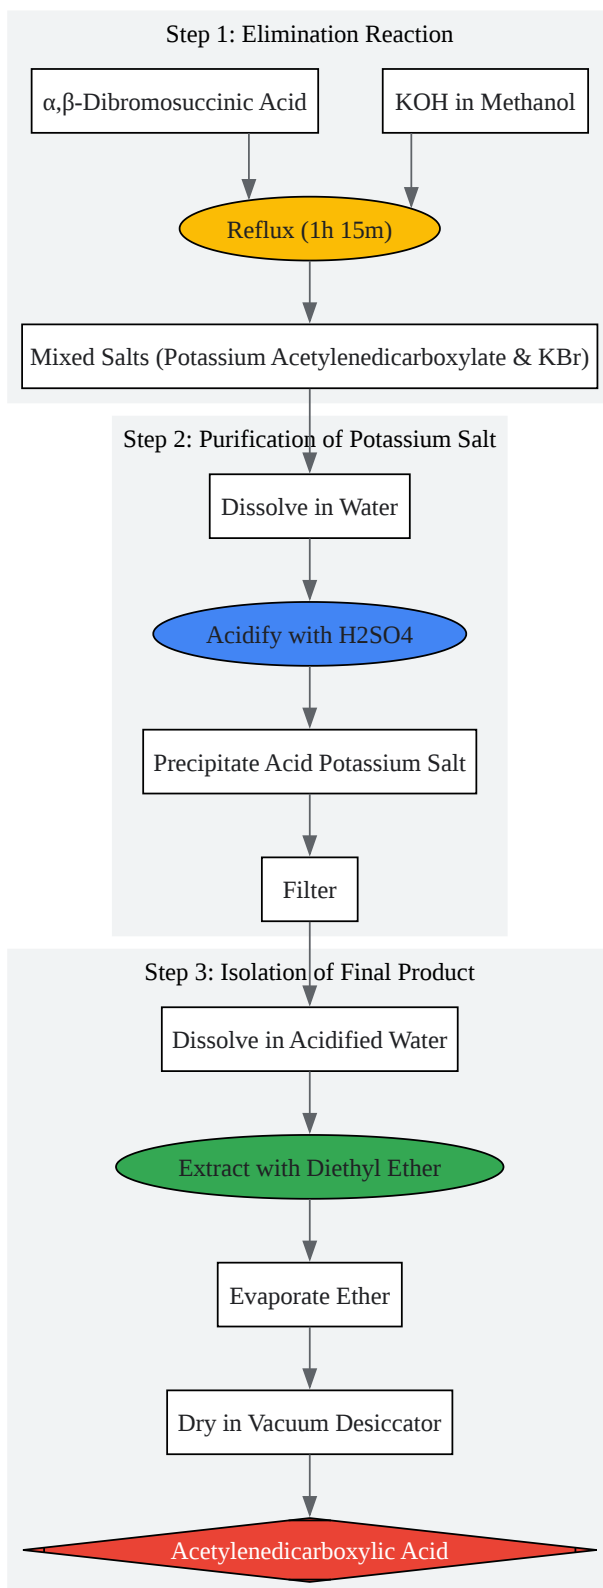 Step 1: Elimination Reaction
α,β-Dibromosuccinic Acid
KOH in Methanol
Reflux (1h 15m)
Mixed Salts (Potassium Acetylenedicarboxylate & KBr)
Step 2: Purification of Potassium Salt
Dissolve in Water
Acidify with H2SO4
Precipitate Acid Potassium Salt
Filter
Step 3: Isolation of Final Product
Dissolve in Acidified Water
Extract with Diethyl Ether
Evaporate Ether
Dry in Vacuum Desiccator
Acetylenedicarboxylic Acid